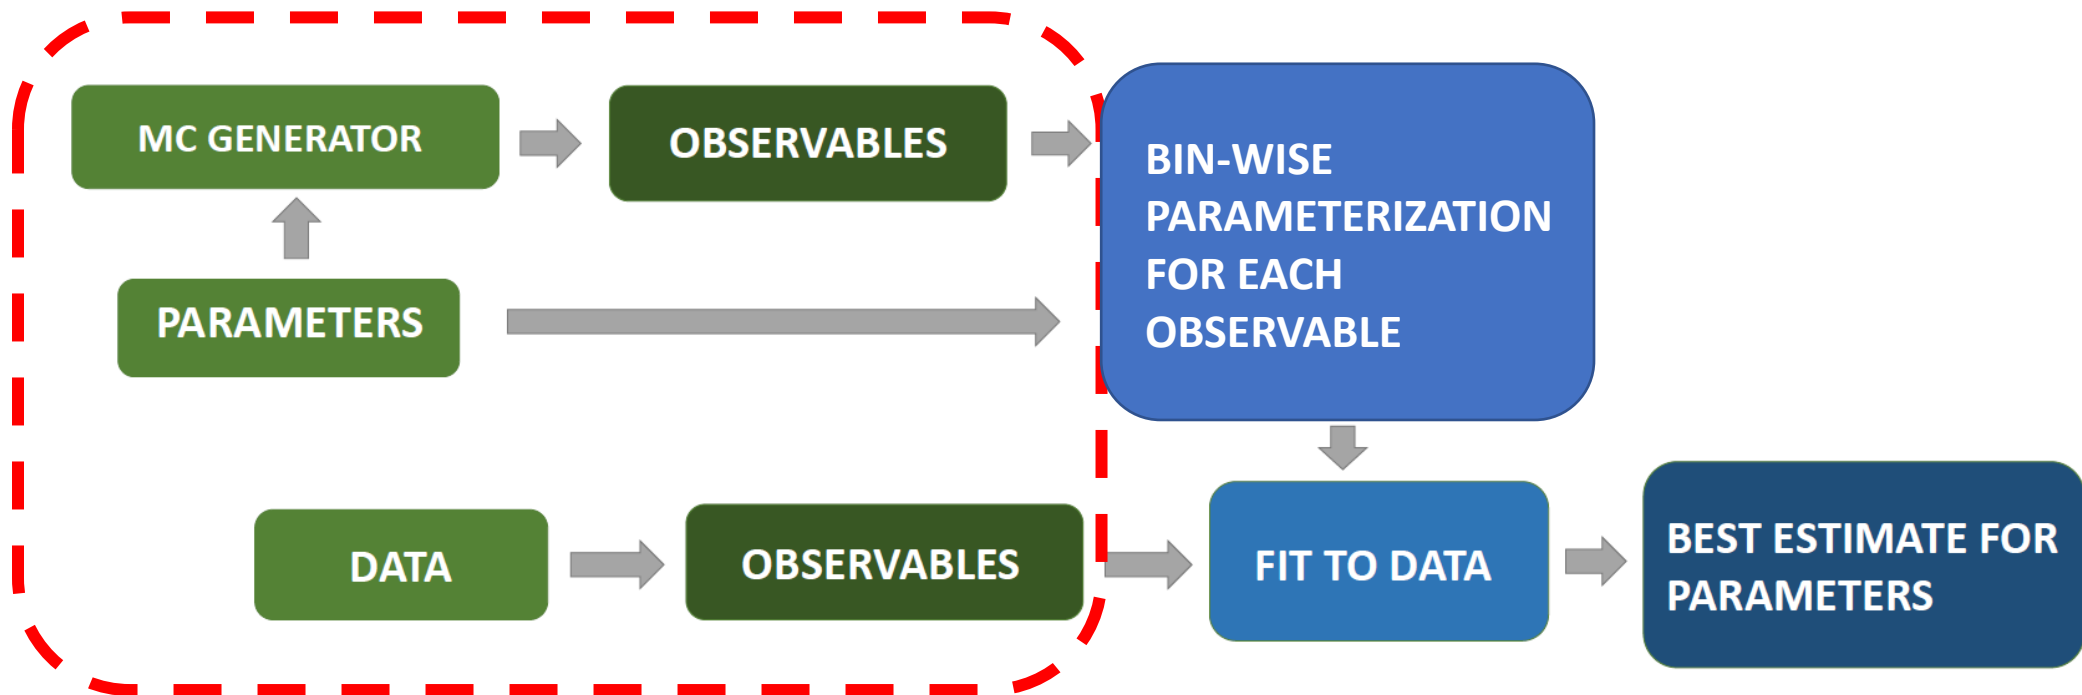 MC GENERATOR
OBSERVABLES
BIN-WISE
PARAMETERIZATION
FOR EACH
OBSERVABLE
PARAMETERS
DATA
OBSERVABLES
FIT TO DATA
BEST ESTIMATE FOR
PARAMETERS